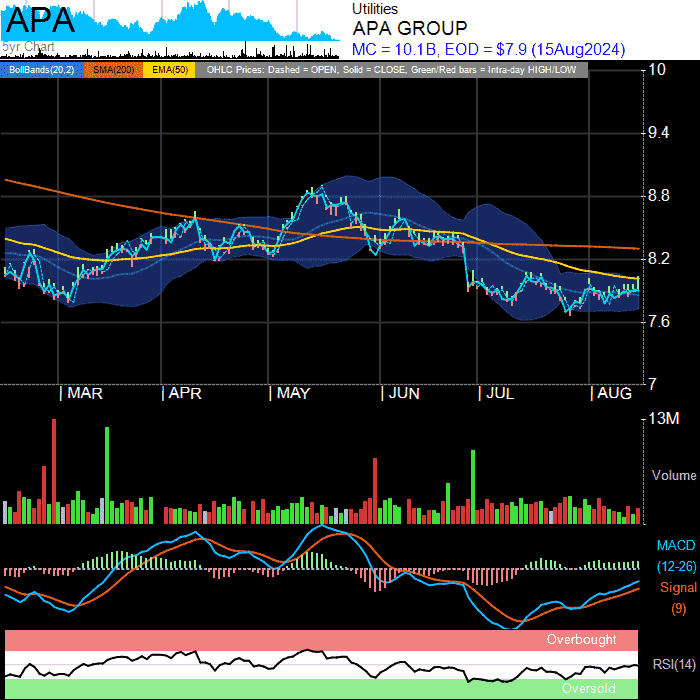 APA
5yr Chart
Utilities
APA GROUP
MC = 10.1B, EOD = $7.9 (15Aug2024)
BollBands(20,2) SMA(200) EMA(50) OHLC Prices: Dashed = OPEN, Solid = CLOSE, Green/Red bars = Intra-day HIGH/LOW
10
9.4
8.8
8.2
7.6
7
| MAR | APR | MAY | JUN | JUL | AUG
13M
Volume
MACD
(12-26)
Signal
(9)
Overbought
RSI(14)
Oversold